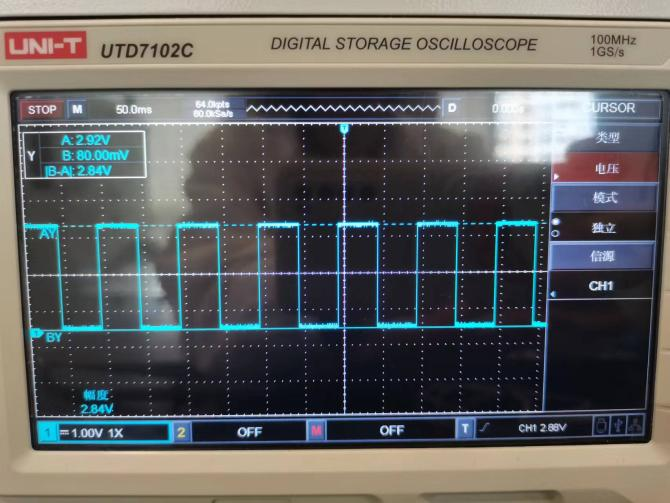 UNI-T UTD7102C DIGITAL STORAGE OSCILLOSCOPE 100MHz
1GS/s
STOP M 50.0ms 64.0kpts D CURSOR
80.0kSa/s
类型
A: 2.92V
Y B: 80.00mV
|B-A|: 2.84V
电压
模式
独立
AY
信源
CH1
1 BY
幅度
2.84V
1 1.00V 1X 2 OFF M OFF T CH1 2.88V